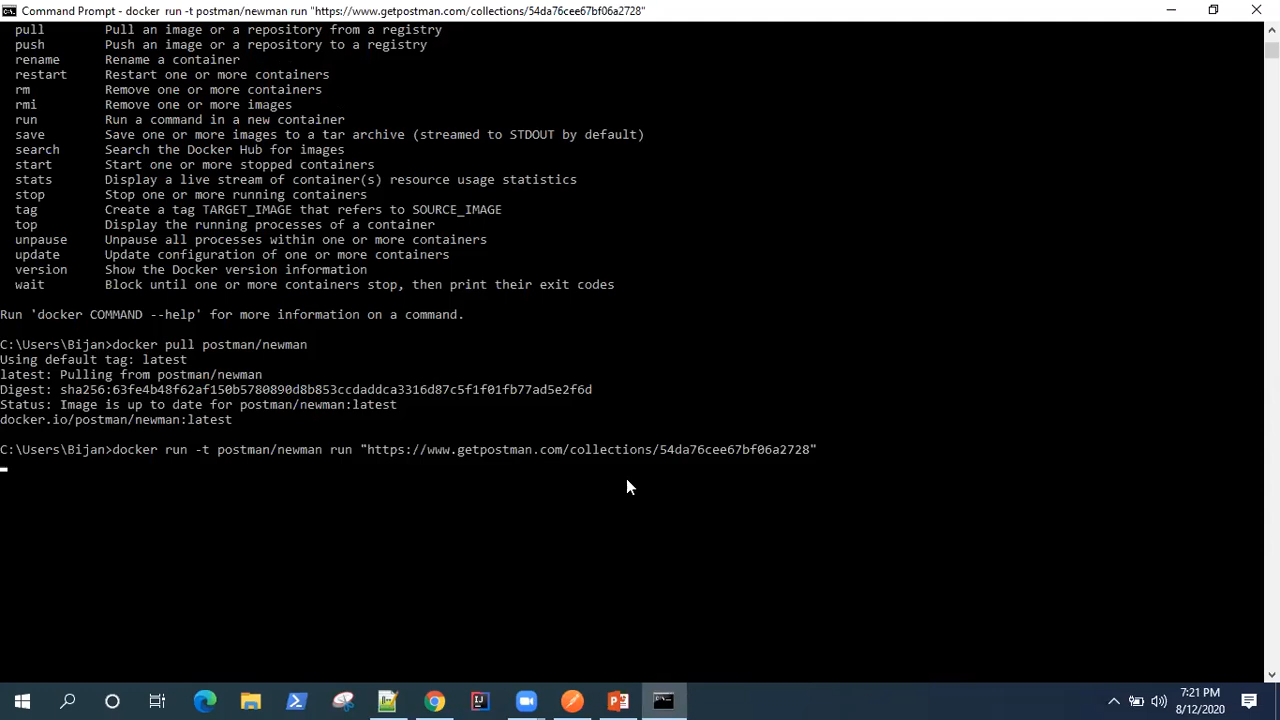 Command Prompt - docker run -t postman/newman run "https://www.getpostman.com/collections/54da76cee67bf06a2728"
pull Pull an image or a repository from a registry
push Push an image or a repository to a registry
rename Rename a container
restart Restart one or more containers
rm Remove one or more containers
rmi Remove one or more images
run Run a command in a new container
save Save one or more images to a tar archive (streamed to STDOUT by default)
search Search the Docker Hub for images
start Start one or more stopped containers
stats Display a live stream of container(s) resource usage statistics
stop Stop one or more running containers
tag Create a tag TARGET_IMAGE that refers to SOURCE_IMAGE
top Display the running processes of a container
unpause Unpause all processes within one or more containers
update Update configuration of one or more containers
version Show the Docker version information
wait Block until one or more containers stop, then print their exit codes
Run 'docker COMMAND --help' for more information on a command.
C:\Users\Bijan>docker pull postman/newman
Using default tag: latest
latest: Pulling from postman/newman
Digest: sha256:63fe4b48f62af150b5780890d8b853ccdaddca3316d87c5f1f01fb77ad5e2f6d
Status: Image is up to date for postman/newman:latest
docker.io/postman/newman:latest
C:\Users\Bijan>docker run -t postman/newman run "https://www.getpostman.com/collections/54da76cee67bf06a2728"
7:21 PM
8/12/2020